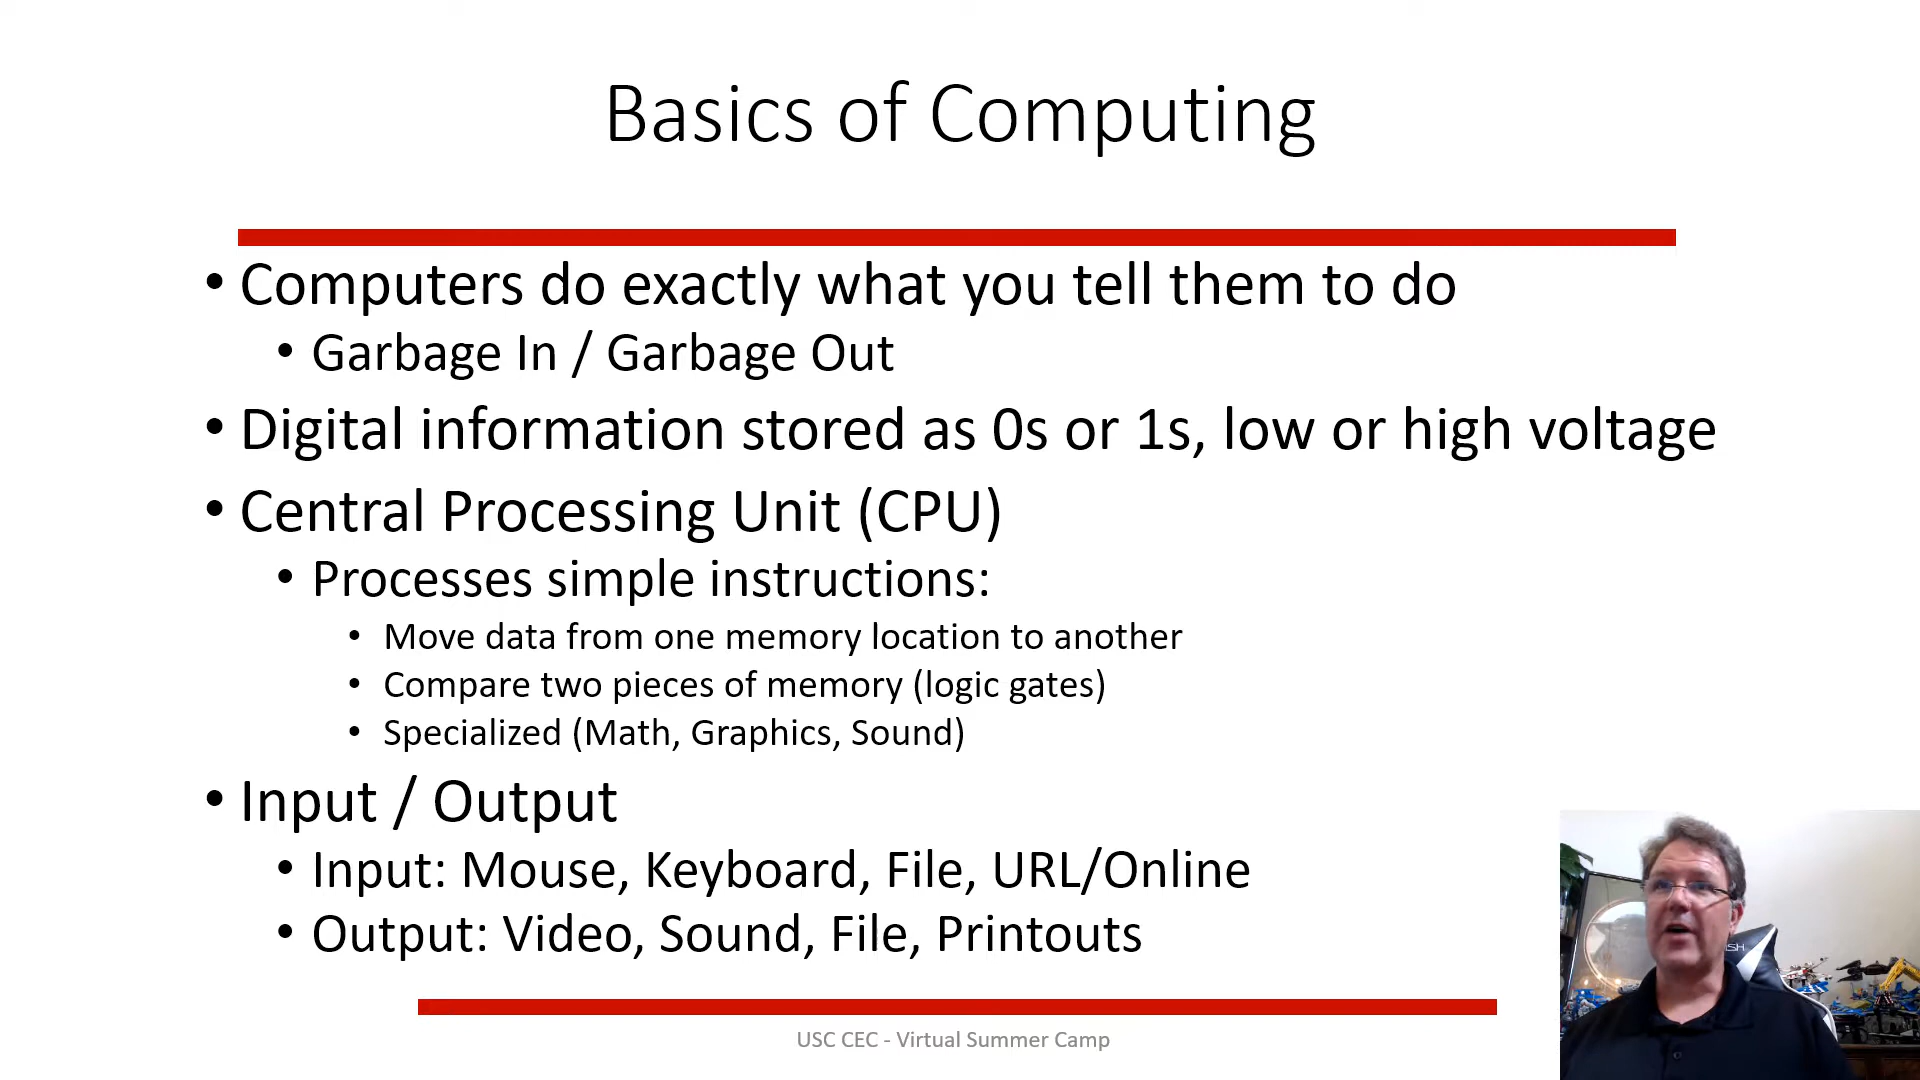 Basics of Computing
• Computers do exactly what you tell them to do
• Garbage In / Garbage Out
• Digital information stored as 0s or 1s, low or high voltage
• Central Processing Unit (CPU)
• Processes simple instructions:
• Move data from one memory location to another
• Compare two pieces of memory (logic gates)
• Specialized (Math, Graphics, Sound)
• Input / Output
• Input: Mouse, Keyboard, File, URL/Online
• Output: Video, Sound, File, Printouts
USC CEC - Virtual Summer Camp